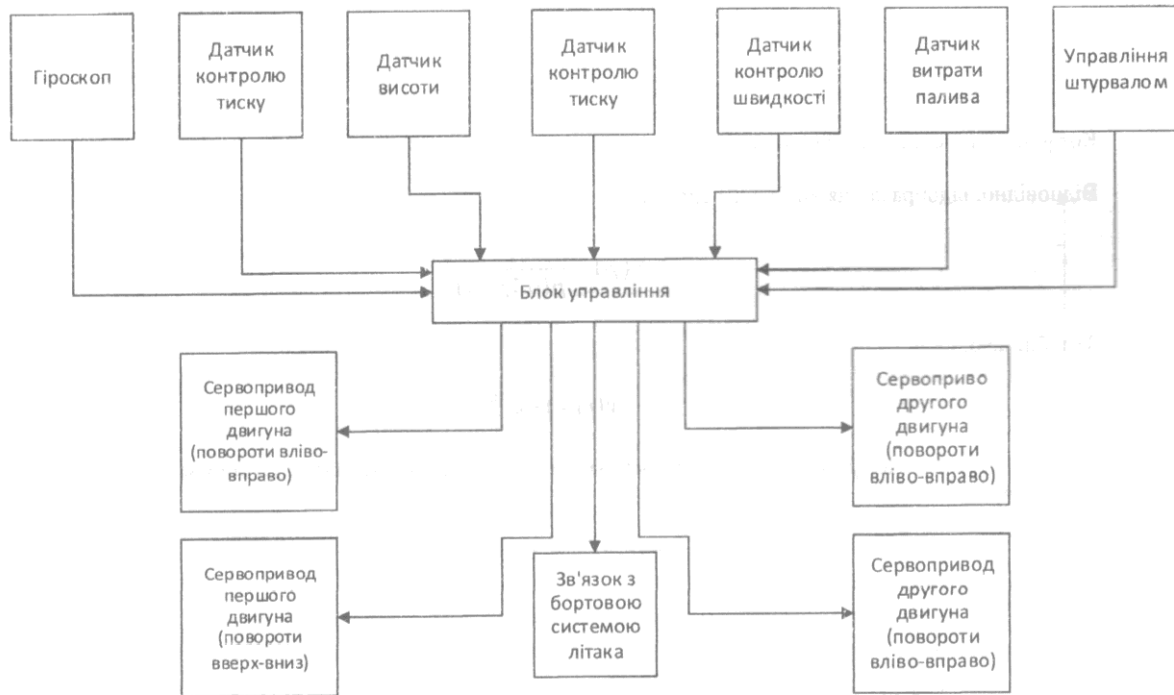 Гіроскоп
Датчик
контролю
тиску
Датчик
висоти
Датчик
контролю
тиску
Датчик
контролю
швидкості
Датчик
витрати
палива
Управління
штурвалом
Блок управління
Сервопривод
першого
двигуна
(повороти вліво-
вправо)
Сервоприво
другого
двигуна
(повороти
вліво-вправо)
Сервопривод
першого
двигуна
(повороти
вверх-вниз)
Зв'язок з
бортовою
системою
літака
Сервопривод
другого
двигуна
(повороти
вліво-вправо)